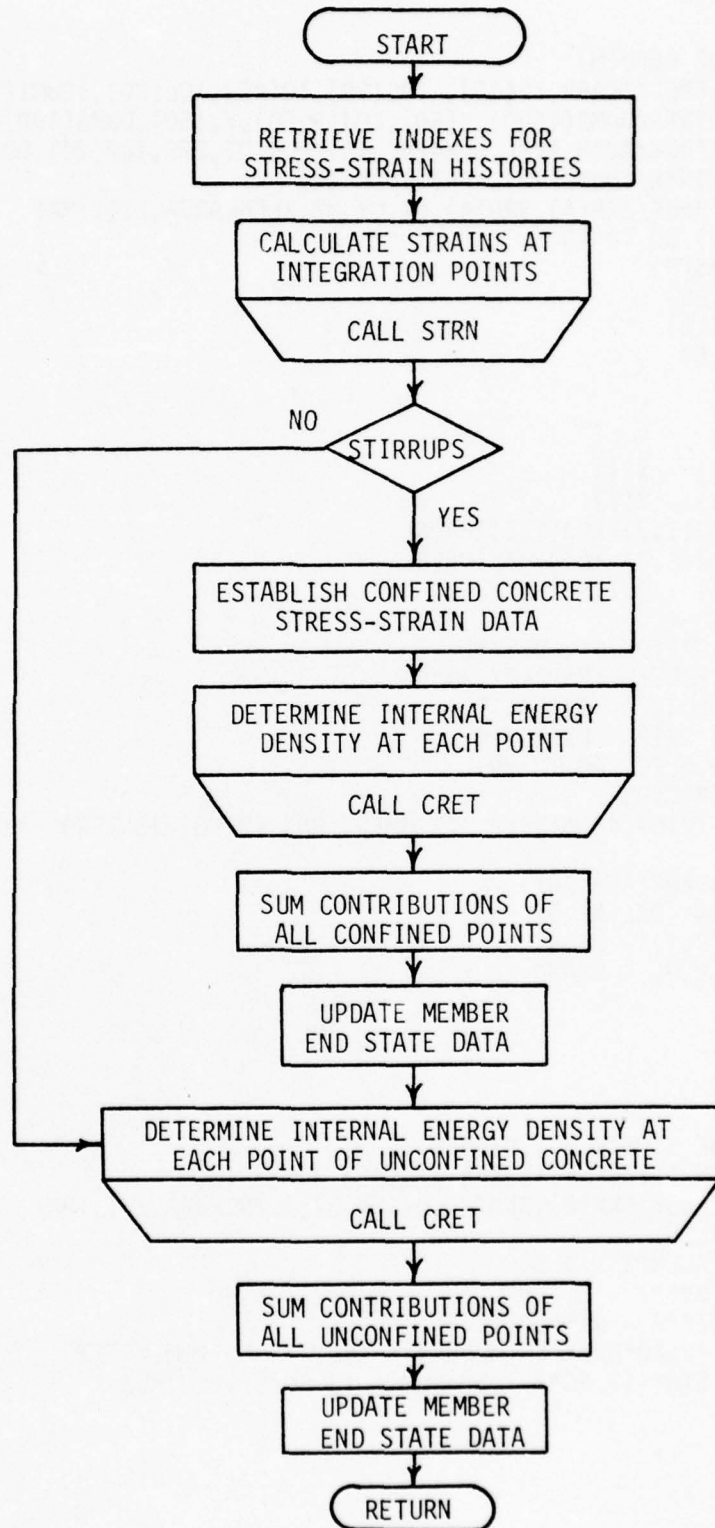 START
RETRIEVE INDEXES FOR
STRESS-STRAIN HISTORIES
CALCULATE STRAINS AT
INTEGRATION POINTS
CALL STRN
NO
STIRRUPS
YES
ESTABLISH CONFINED CONCRETE
STRESS-STRAIN DATA
DETERMINE INTERNAL ENERGY
DENSITY AT EACH POINT
CALL CRET
SUM CONTRIBUTIONS OF
ALL CONFINED POINTS
UPDATE MEMBER
END STATE DATA
DETERMINE INTERNAL ENERGY DENSITY AT
EACH POINT OF UNCONFINED CONCRETE
CALL CRET
SUM CONTRIBUTIONS OF
ALL UNCONFINED POINTS
UPDATE MEMBER
END STATE DATA
RETURN